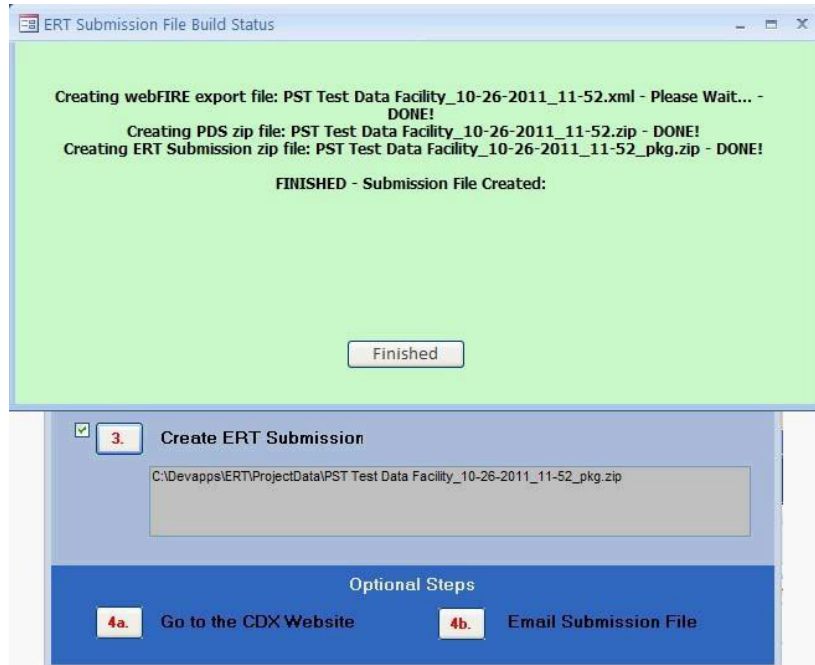 ERT Submission File Build Status
Creating webFIRE export file: PST Test Data Facility_10-26-2011_11-52.xml - Please Wait... -
DONE!
Creating PDS zip file: PST Test Data Facility_10-26-2011_11-52.zip - DONE!
Creating ERT Submission zip file: PST Test Data Facility_10-26-2011_11-52_pkg.zip - DONE!
FINISHED - Submission File Created:
Finished
3. Create ERT Submission
C:\Devapps\ERT\ProjectData\PST Test Data Facility_10-26-2011_11-52_pkg.zip
Optional Steps
4a. Go to the CDX Website 4b. Email Submission File